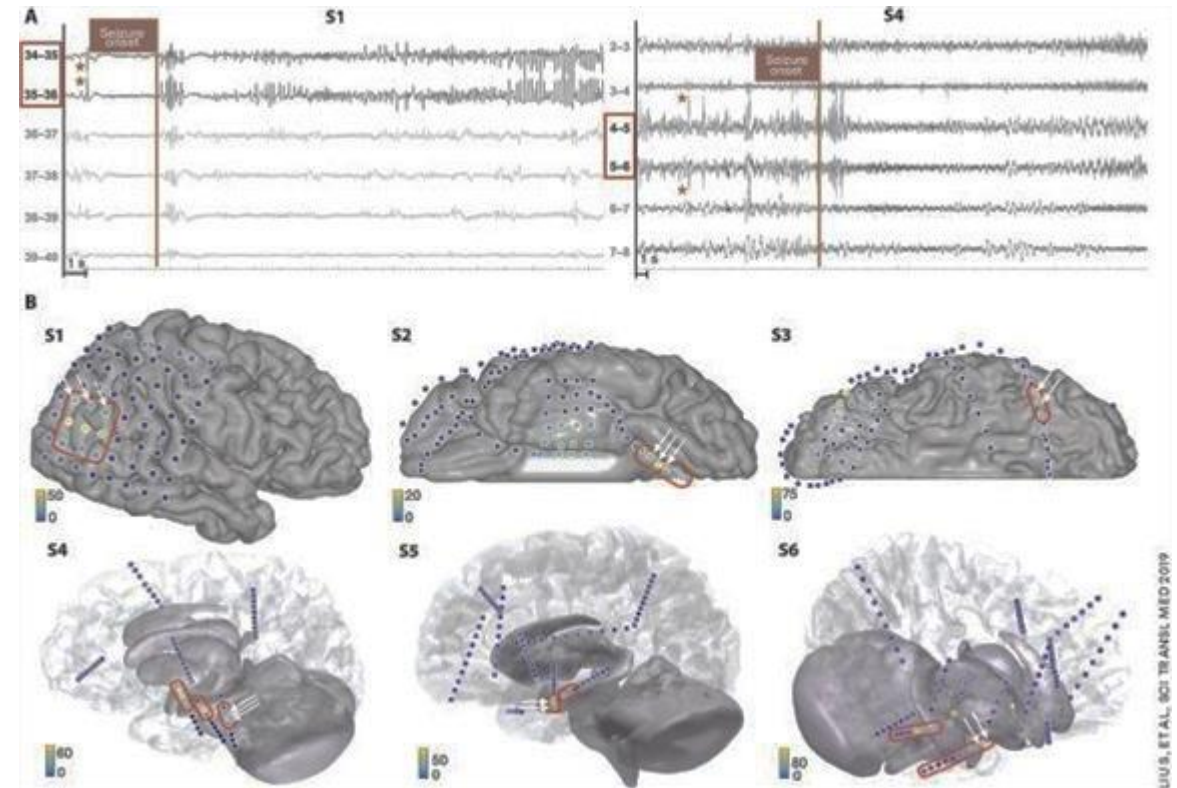 A
S1
S4
Seizure
onset
34–35
35–36
36–37
37–38
38–39
39–40
1 s
2–3
Seizure
onset
3–4
4–5
5–6
6–7
7–8
1 s
B
S1
S2
S3
50
0
20
0
75
0
S4
S5
S6
60
0
50
0
80
0
LIU S, ET AL, SCI TRANSL MED 2019